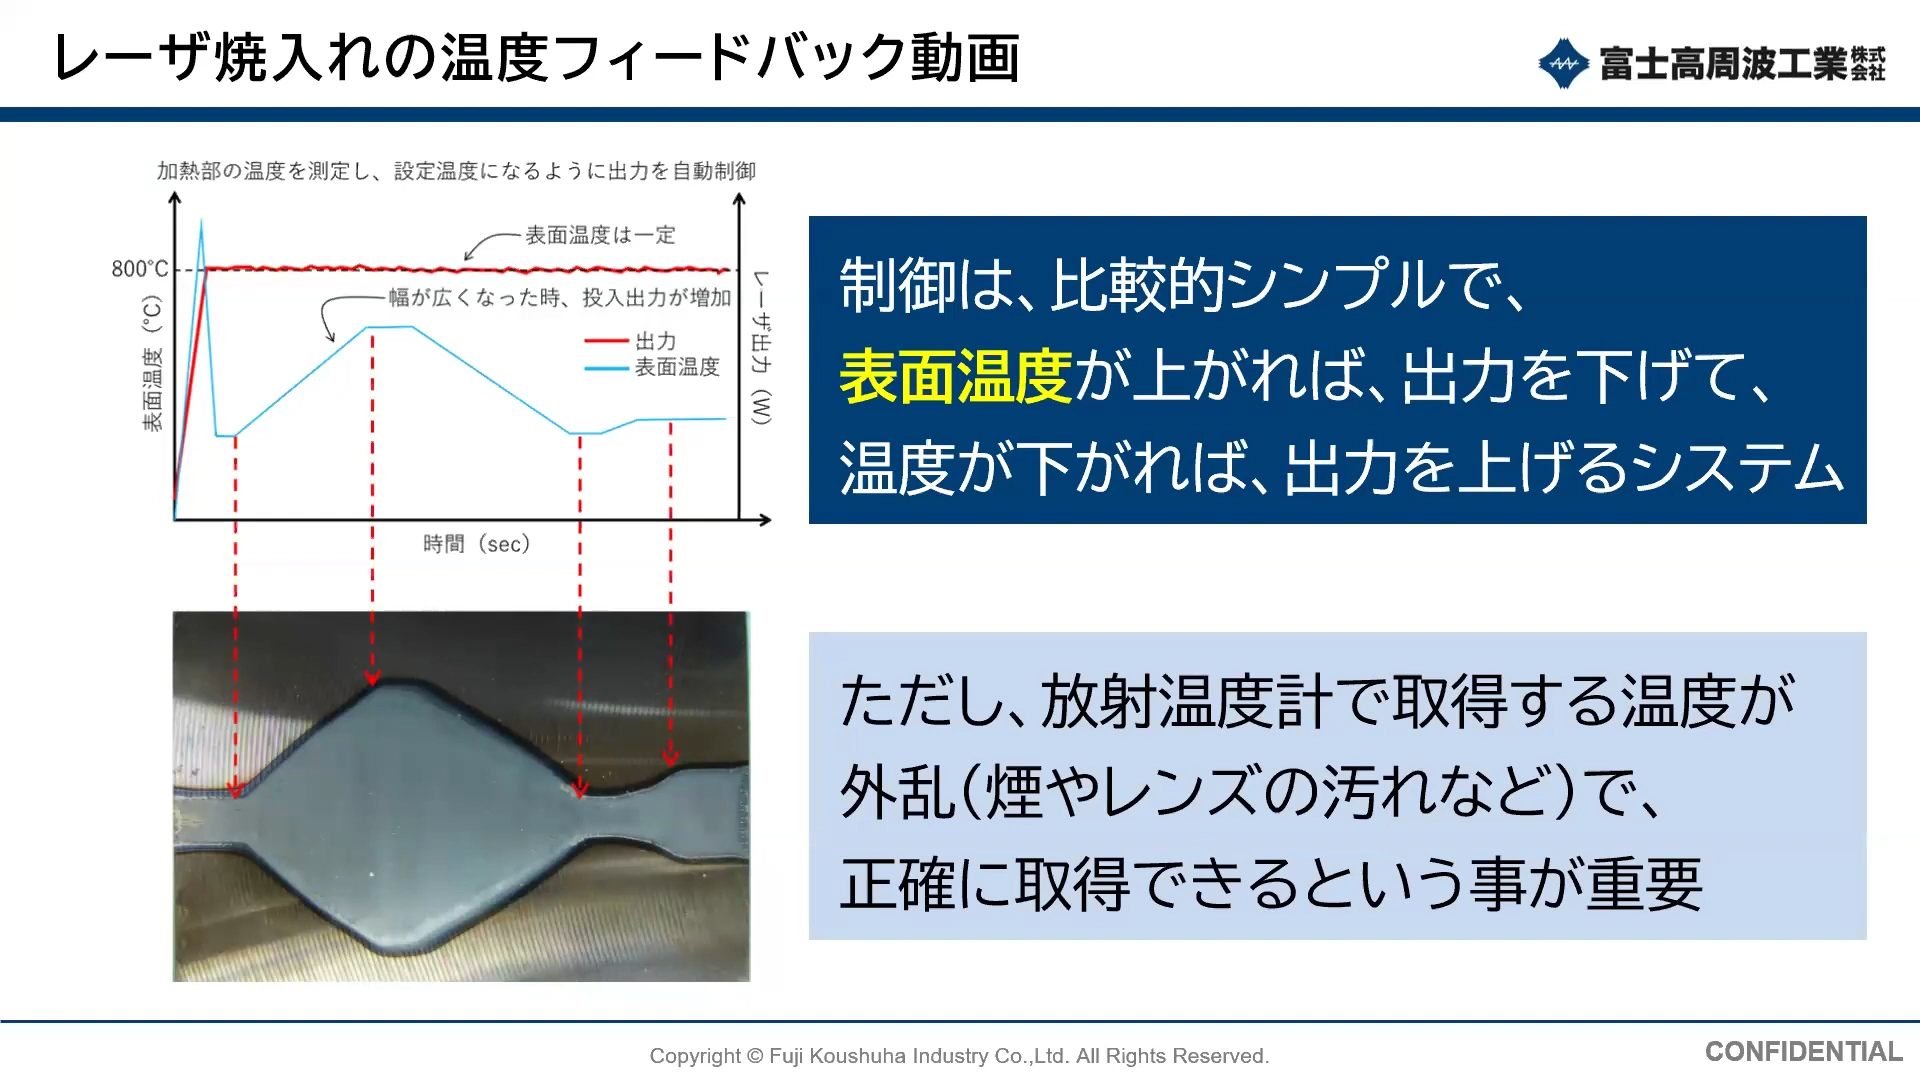 レーザ焼入れの温度フィードバック動画
富士高周波工業株式会社
加熱部の温度を測定し、設定温度になるように出力を自動制御
表面温度は一定
800℃
幅が広くなった時、投入出力が増加
出力
表面温度
表面温度（℃）
レーザ出力（W）
時間（sec）
制御は、比較的シンプルで、
表面温度が上がれば、出力を下げて、
温度が下がれば、出力を上げるシステム
ただし、放射温度計で取得する温度が
外乱（煙やレンズの汚れなど）で、
正確に取得できるという事が重要
Copyright © Fuji Koushuha Industry Co.,Ltd. All Rights Reserved.
CONFIDENTIAL